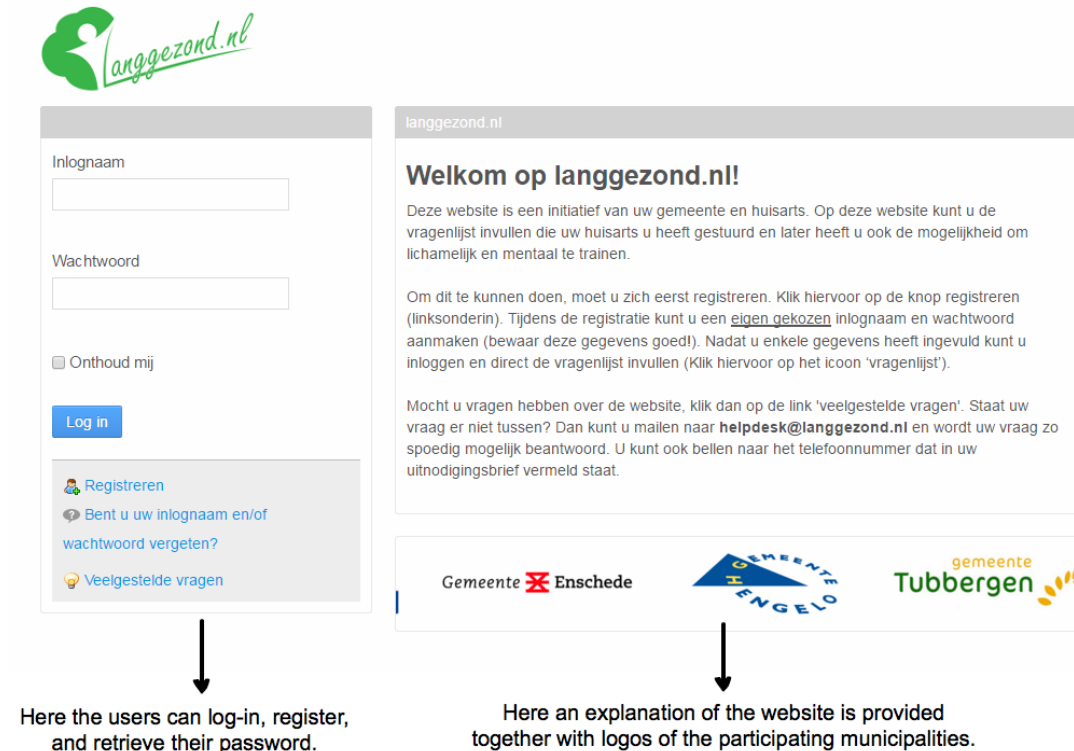 langgezond.nl
Inlognaam
Wachtwoord
Onthoud mij
Log in
Registreren
Bent u uw inlognaam en/of
wachtwoord vergeten?
Veelgestelde vragen
langgezond.nl
Welkom op langgezond.nl!
Deze website is een initiatief van uw gemeente en huisarts. Op deze website kunt u de
vragenlijst invullen die uw huisarts u heeft gestuurd en later heeft u ook de mogelijkheid om
lichamelijk en mentaal te trainen.
Om dit te kunnen doen, moet u zich eerst registreren. Klik hiervoor op de knop registreren
(linksonderin). Tijdens de registratie kunt u een eigen gekozen inlognaam en wachtwoord
aanmaken (bewaar deze gegevens goed!). Nadat u enkele gegevens heeft ingevuld kunt u
inloggen en direct de vragenlijst invullen (Klik hiervoor op het icoon ‘vragenlijst’).
Mocht u vragen hebben over de website, klik dan op de link 'veelgestelde vragen'. Staat uw
vraag er niet tussen? Dan kunt u mailen naar helpdesk@langgezond.nl en wordt uw vraag zo
spoedig mogelijk beantwoord. U kunt ook bellen naar het telefoonnummer dat in uw
uitnodigingsbrief vermeld staat.
Gemeente Enschede
GEMEENTE
HENGELO
gemeente
Tubbergen
Here the users can log-in, register,
and retrieve their password.
Here an explanation of the website is provided
together with logos of the participating municipalities.